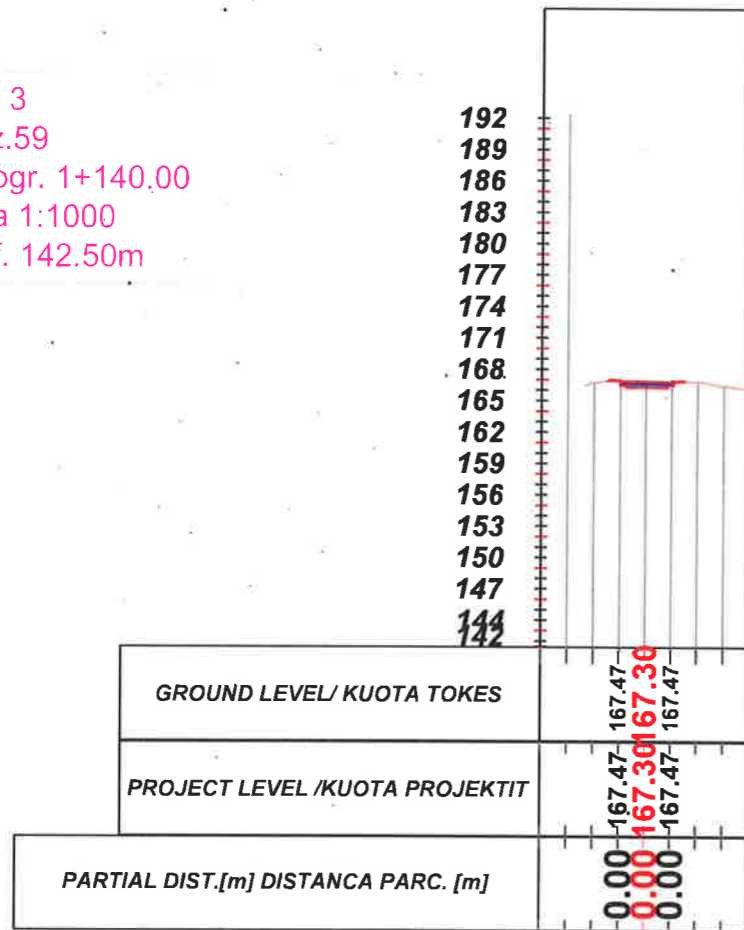 3
z.59
ogr. 1+140.00
a 1:1000
f. 142.50m
192
189
186
183
180
177
174
171
168
165
162
159
156
153
150
147
144
142
GROUND LEVEL/ KUOTA TOKES
167.47 167.30 167.47
PROJECT LEVEL /KUOTA PROJEKTIT
167.47 167.30 167.47
PARTIAL DIST.[m] DISTANCA PARC. [m]
0.00 0.00 0.00